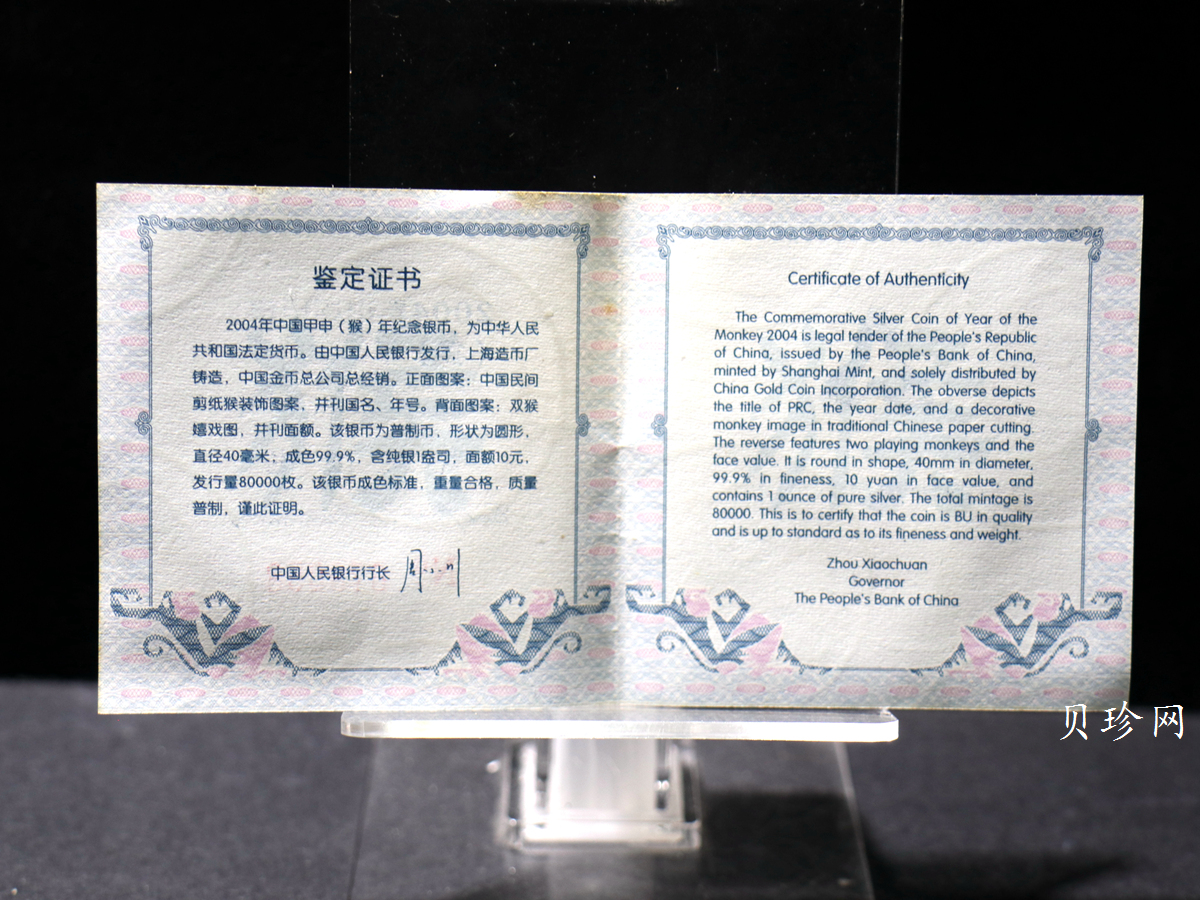 鉴定证书
2004年中国甲申（猴）年纪念银币，为中华人民
共和国法定货币。由中国人民银行发行，上海造币厂
铸造，中国金币总公司总经销。正面图案：中国民间
剪纸猴装饰图案，并刊国名、年号。背面图案：双猴
嬉戏图，并刊面额。该银币为普制币，形状为圆形，
直径40毫米，成色99.9%，含纯银1盎司，面额10元，
发行量80000枚。该银币成色标准，重量合格，质量
普制，谨此证明。
中国人民银行行长 周小川
Certificate of Authenticity
The Commemorative Silver Coin of Year of the
Monkey 2004 is legal tender of the People's Republic
of China, issued by the People's Bank of China,
minted by Shanghai Mint, and solely distributed by
China Gold Coin Incorporation. The obverse depicts
the title of PRC, the year date, and a decorative
monkey image in traditional Chinese paper cutting.
The reverse features two playing monkeys and the
face value. It is round in shape, 40mm in diameter,
99.9% in fineness, 10 yuan in face value, and
contains 1 ounce of pure silver. The total mintage is
80000. This is to certify that the coin is BU in quality
and is up to standard as to its fineness and weight.
Zhou Xiaochuan
Governor
The People's Bank of China
贝珍网